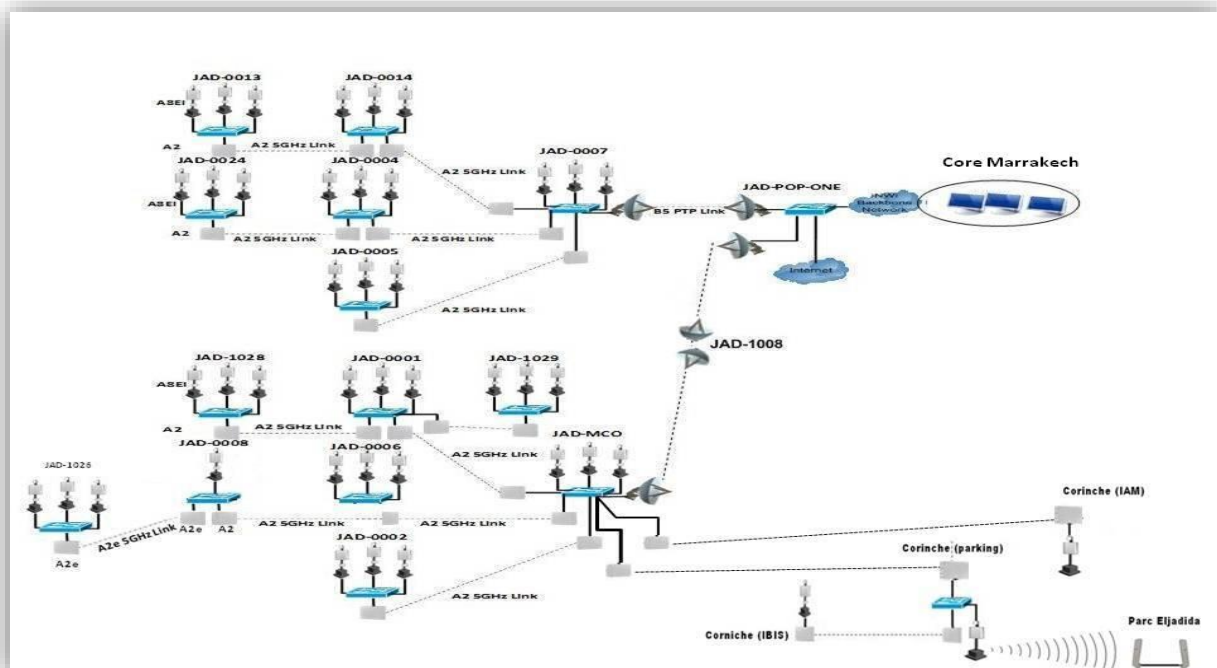 JAD-0013
JAD-0014
A8EI
A2
A2 5GHz Link
JAD-0007
A2 5GHz Link
JAD-0024
JAD-0004
Core Marrakech
JAD-POP-ONE
A8EI
B5 PTP Link
Backbone
Network
A2
A2 5GHz Link
A2 5GHz Link
JAD-0005
Internet
A2 5GHz Link
JAD-1008
JAD-1028
JAD-0001
JAD-1029
A8EI
A2
A2 5GHz Link
JAD-MCO
JAD-0008
JAD-0006
A2 5GHz Link
JAD-1026
Corinche (IAM)
A2e
A2
A2 5GHz Link
A2 5GHz Link
A2e 5GHz Link
JAD-0002
Corinche (parking)
A2e
A2 5GHz Link
Corniche (IBIS)
Parc Eljadida